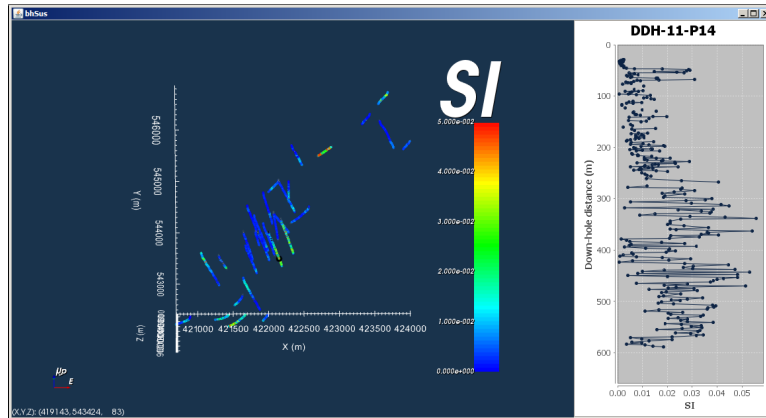 bhSus
SI
5.000e-002
4.000e-002
3.000e-002
2.000e-002
1.000e-002
0.000e+000
546000
545000
544000
543000
Y (m)
Z (m)
421000 421500 422000 422500 423000 423500 424000
X (m)
Up
E
(X,Y,Z): (419143, 543424, 83)
DDH-11-P14
0
100
200
300
400
500
600
Down-hole distance (m)
0.00 0.01 0.02 0.03 0.04 0.05
SI